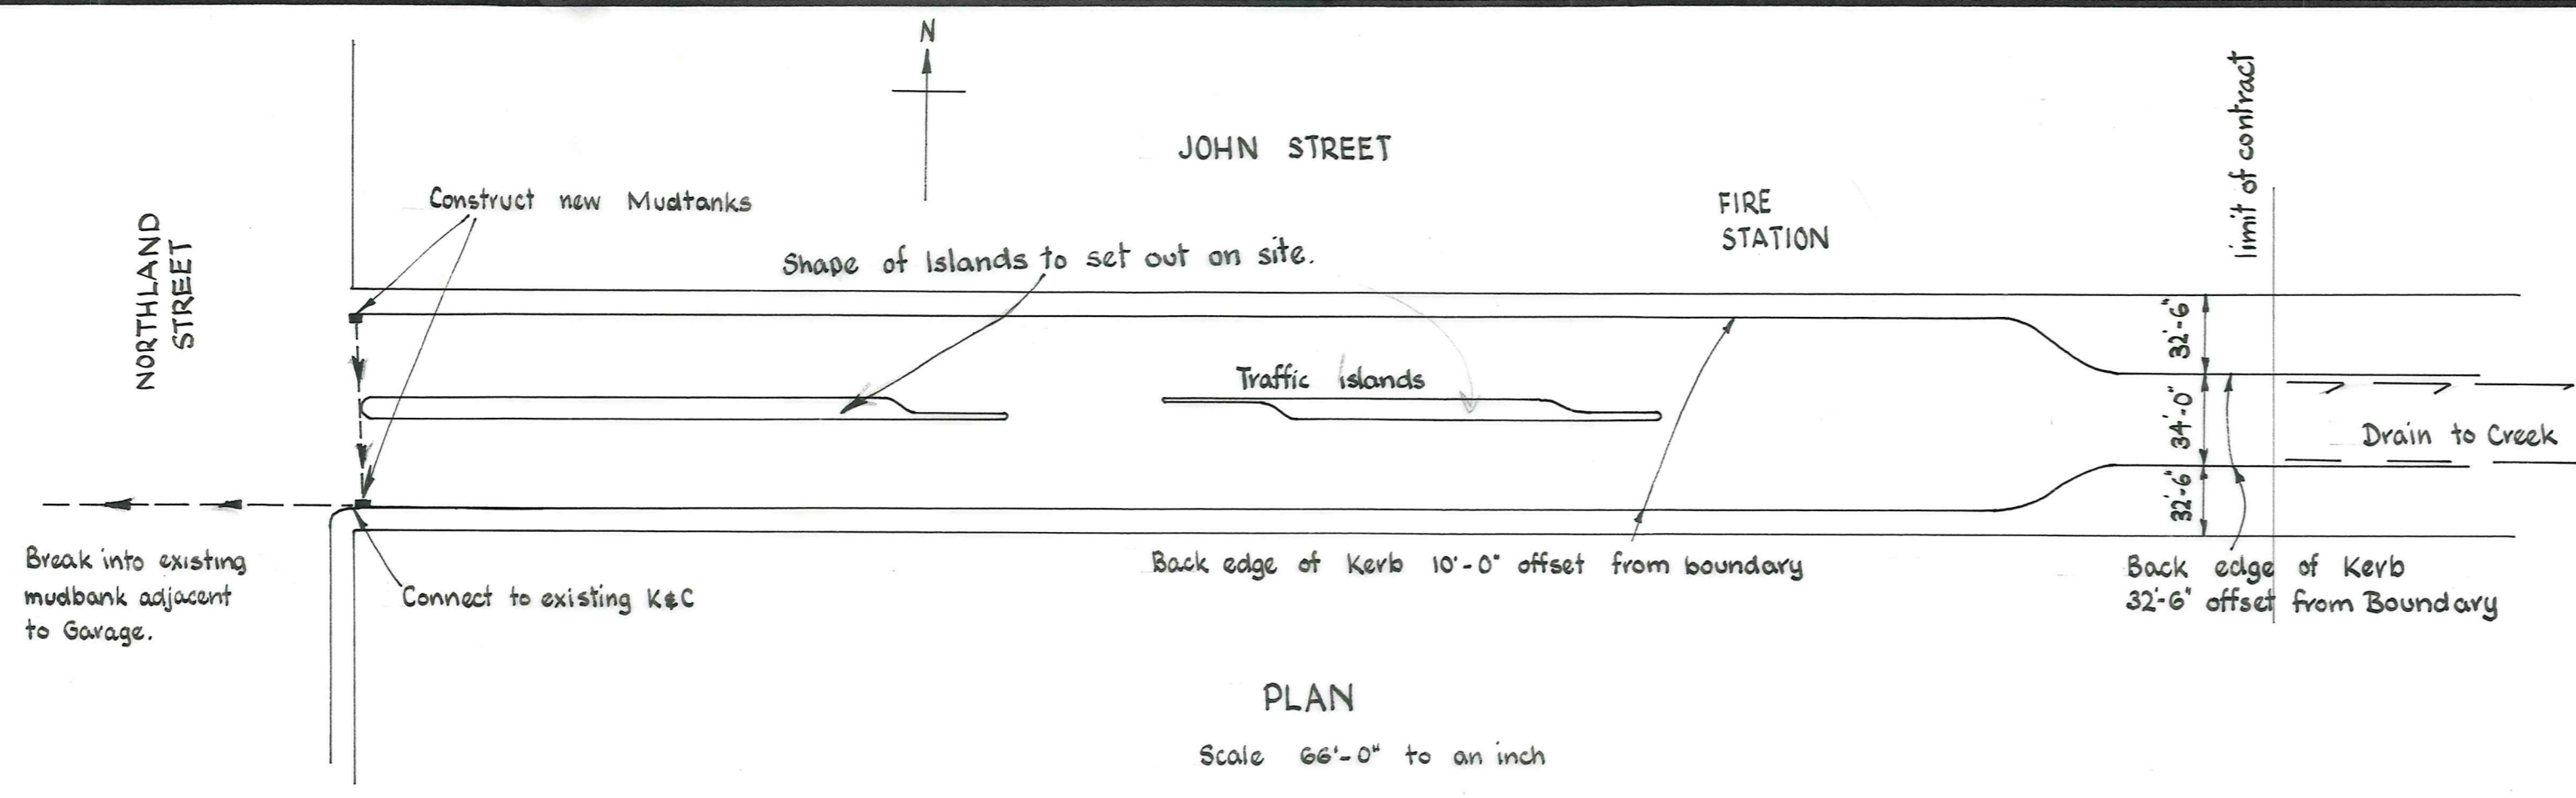 N
JOHN STREET
limit of contract
Construct new Mudtanks
FIRE
STATION
NORTHLAND
STREET
Shape of Islands to set out on site.
32'-6"
Traffic islands
34'-0"
Drain to Creek
32'-6"
Break into existing
mudbank adjacent
to Garage.
Connect to existing K&C
Back edge of Kerb 10'-0" offset from boundary
Back edge of Kerb
32'-6" offset from Boundary
PLAN
Scale 66'-0" to an inch